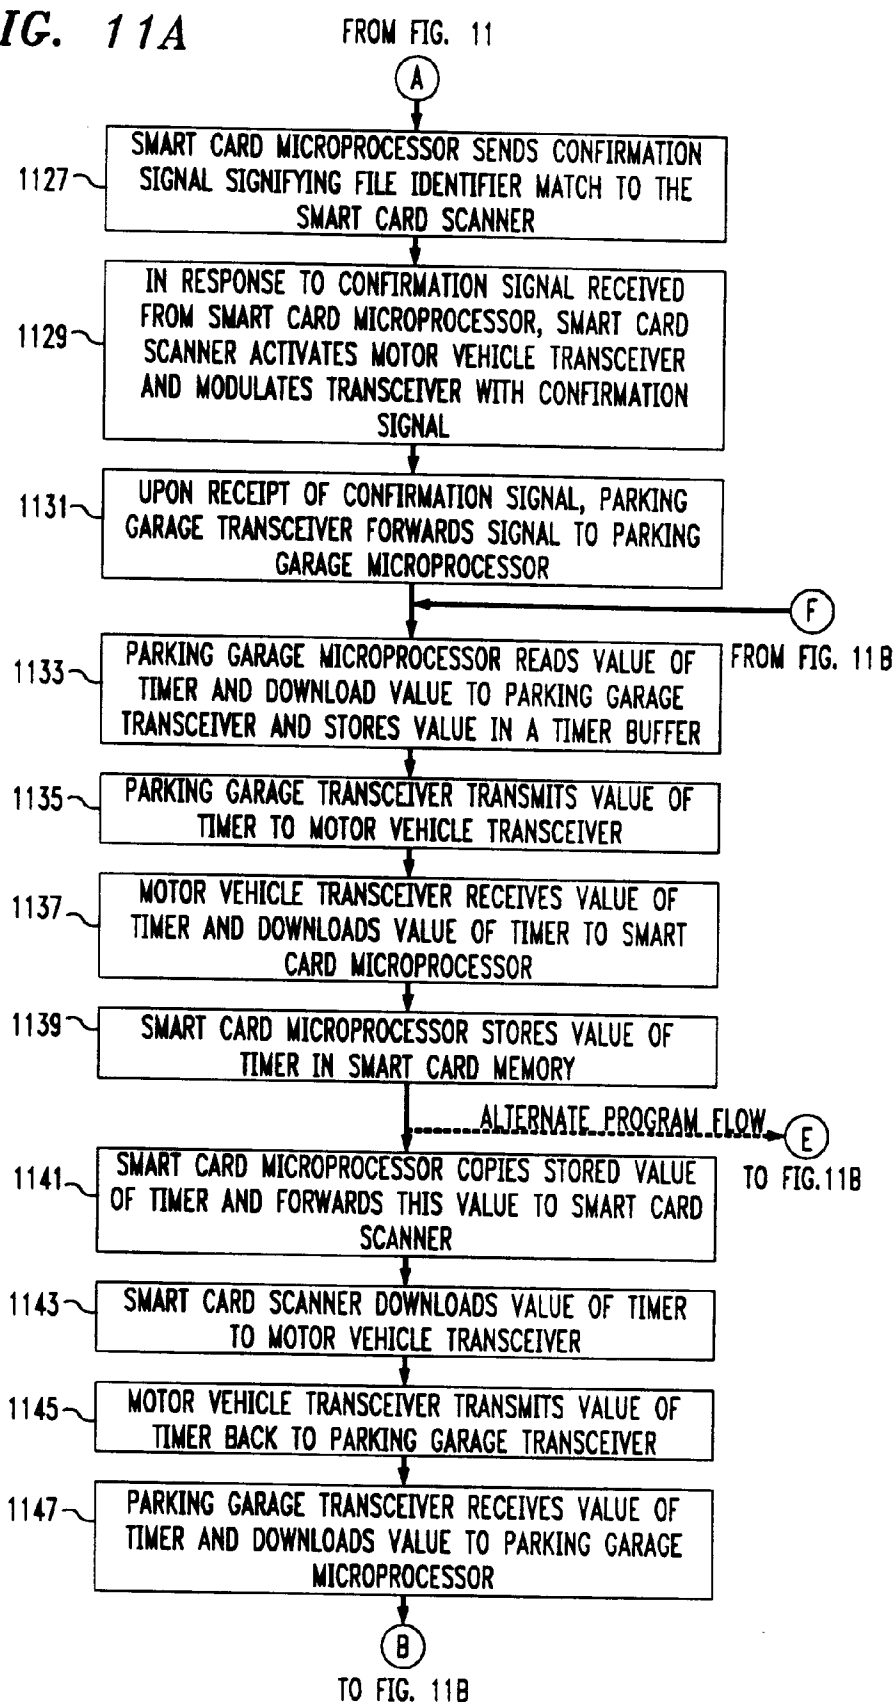 IG. 11A
FROM FIG. 11
A
1127
SMART CARD MICROPROCESSOR SENDS CONFIRMATION
SIGNAL SIGNIFYING FILE IDENTIFIER MATCH TO THE
SMART CARD SCANNER
1129
IN RESPONSE TO CONFIRMATION SIGNAL RECEIVED
FROM SMART CARD MICROPROCESSOR, SMART CARD
SCANNER ACTIVATES MOTOR VEHICLE TRANSCEIVER
AND MODULATES TRANSCEIVER WITH CONFIRMATION
SIGNAL
1131
UPON RECEIPT OF CONFIRMATION SIGNAL, PARKING
GARAGE TRANSCEIVER FORWARDS SIGNAL TO PARKING
GARAGE MICROPROCESSOR
F
FROM FIG. 11B
1133
PARKING GARAGE MICROPROCESSOR READS VALUE OF
TIMER AND DOWNLOAD VALUE TO PARKING GARAGE
TRANSCEIVER AND STORES VALUE IN A TIMER BUFFER
1135
PARKING GARAGE TRANSCEIVER TRANSMITS VALUE OF
TIMER TO MOTOR VEHICLE TRANSCEIVER
1137
MOTOR VEHICLE TRANSCEIVER RECEIVES VALUE OF
TIMER AND DOWNLOADS VALUE OF TIMER TO SMART
CARD MICROPROCESSOR
1139
SMART CARD MICROPROCESSOR STORES VALUE OF
TIMER IN SMART CARD MEMORY
ALTERNATE PROGRAM FLOW
E
TO FIG.11B
1141
SMART CARD MICROPROCESSOR COPIES STORED VALUE
OF TIMER AND FORWARDS THIS VALUE TO SMART CARD
SCANNER
1143
SMART CARD SCANNER DOWNLOADS VALUE OF TIMER
TO MOTOR VEHICLE TRANSCEIVER
1145
MOTOR VEHICLE TRANSCEIVER TRANSMITS VALUE OF
TIMER BACK TO PARKING GARAGE TRANSCEIVER
1147
PARKING GARAGE TRANSCEIVER RECEIVES VALUE OF
TIMER AND DOWNLOADS VALUE TO PARKING GARAGE
MICROPROCESSOR
B
TO FIG. 11B